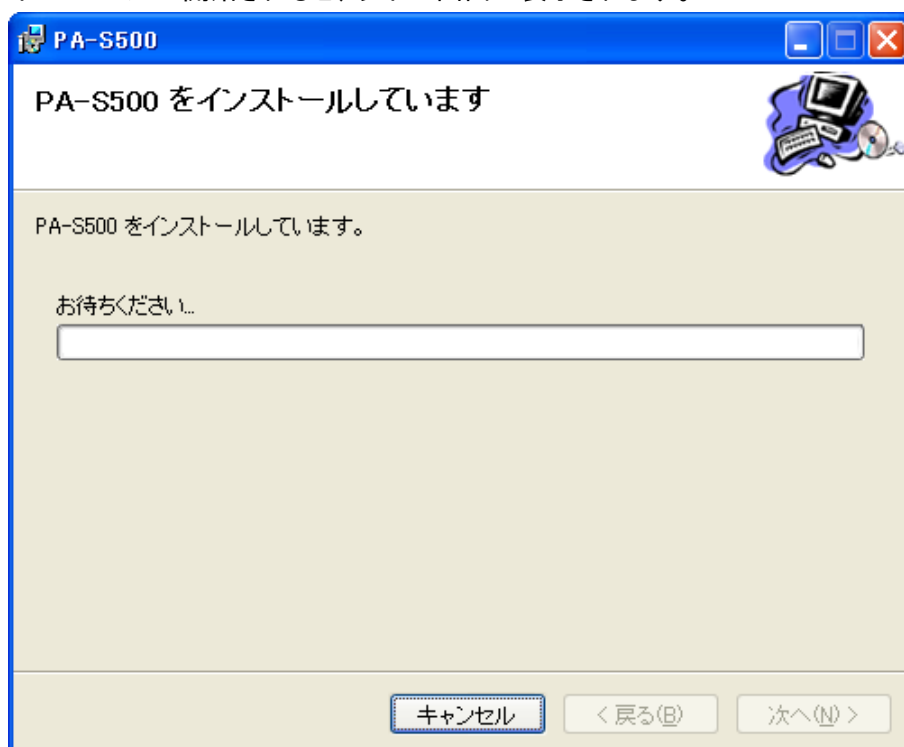 PA-S500
PA-S500 をインストールしています
PA-S500 をインストールしています。
お待ちください...
キャンセル
< 戻る(B)
次へ(N) >